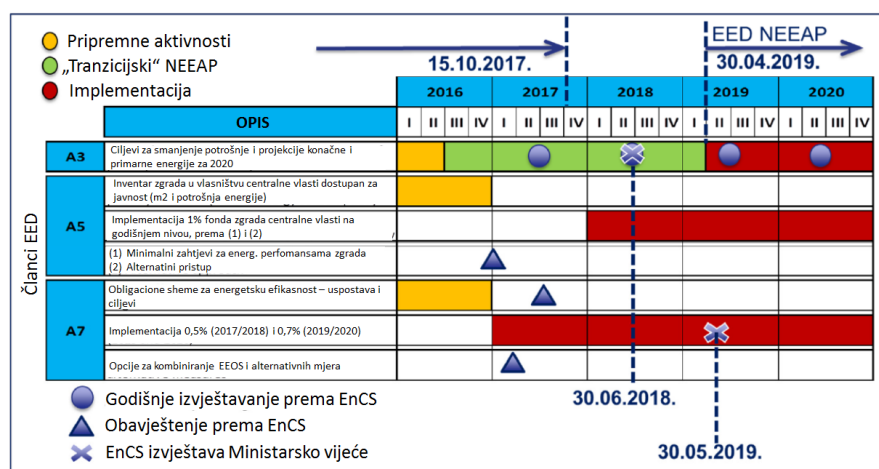 Pripremne aktivnosti
„Tranzicijski" NEEAP
Implementacija
15.10.2017.
EED NEEAP
30.04.2019.
2016 2017 2018 2019 2020
OPIS
I II III IV I II III IV I II III IV I II III IV I II III IV
Članci EED
A3
Ciljevi za smanjenje potrošnje i projekcije konačne i
primarne energije za 2020
A5
Inventar zgrada u vlasništvu centralne vlasti dostupan za
javnost (m2 i potrošnja energije)
Implementacija 1% fonda zgrada centralne vlasti na
godišnjem nivou, prema (1) i (2)
(1) Minimalni zahtjevi za energ. perfomansama zgrada
(2) Alternatini pristup
A7
Obligacione sheme za energetsku efikasnost – uspostava i
ciljevi
Implementacija 0,5% (2017/2018) i 0,7% (2019/2020)
Opcije za kombiniranje EEOS i alternativnih mjera
Godišnje izvještavanje prema EnCS
Obavještenje prema EnCS
EnCS izvještava Ministarsko vijeće
30.06.2018.
30.05.2019.